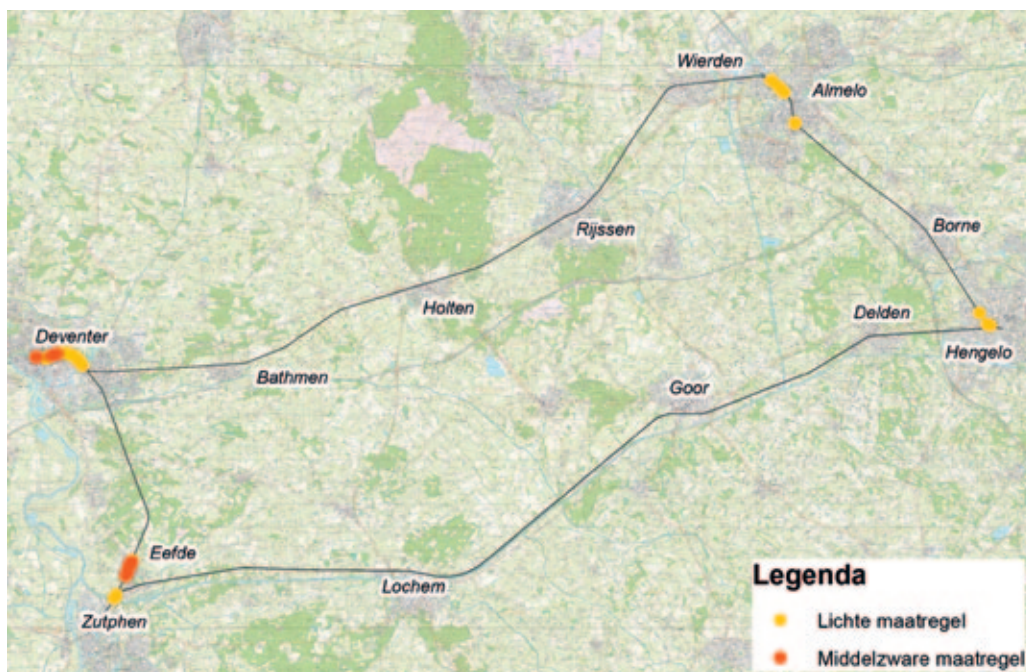 Wierden
Almelo
Rijssen
Borne
Holten
Delden
Deventer
Hengelo
Bathmen
Goor
Eefde
Lochem
Zutphen
Legenda
Lichte maatregel
Middelzware maatregel